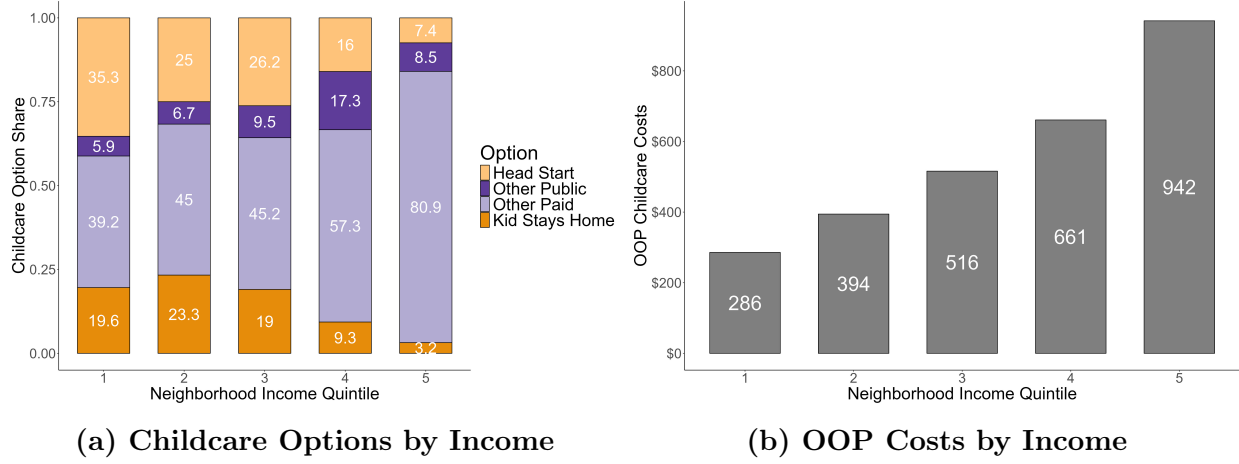 1.00
0.75
0.50
0.25
0.00
Childcare Option Share
35.3
5.9
39.2
19.6
25
6.7
45
23.3
26.2
9.5
45.2
19
16
17.3
57.3
9.3
7.4
8.5
80.9
3.2
1 2 3 4 5
Neighborhood Income Quintile
Option
Head Start
Other Public
Other Paid
Kid Stays Home
(a) Childcare Options by Income
$800
$600
$400
$200
$0
OOP Childcare Costs
286
394
516
661
942
1 2 3 4 5
Neighborhood Income Quintile
(b) OOP Costs by Income